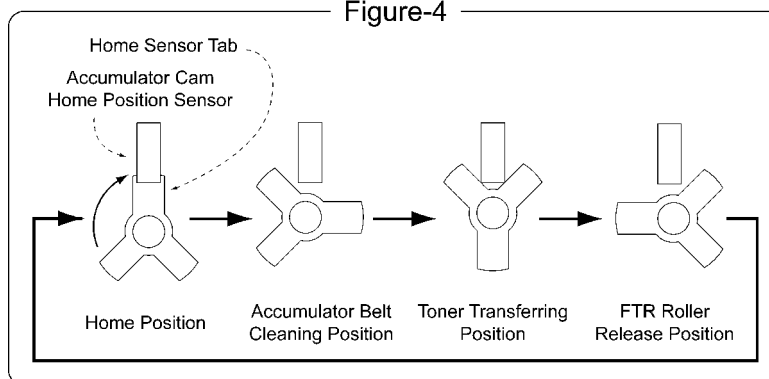 Figure-4
Home Sensor Tab
Accumulator Cam
Home Position Sensor
Home Position
Accumulator Belt
Cleaning Position
Toner Transferring
Position
FTR Roller
Release Position